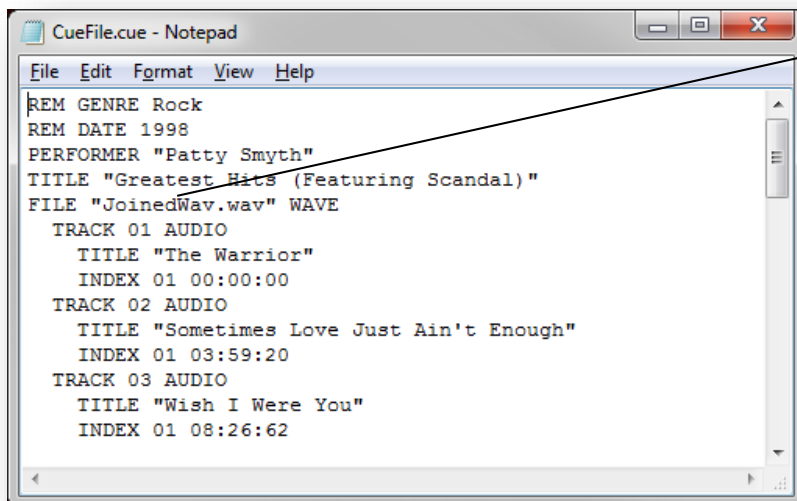 CueFile.cue - Notepad
File Edit Format View Help
REM GENRE Rock
REM DATE 1998
PERFORMER "Patty Smyth"
TITLE "Greatest Hits (Featuring Scandal)"
FILE "JoinedWav.wav" WAVE
TRACK 01 AUDIO
TITLE "The Warrior"
INDEX 01 00:00:00
TRACK 02 AUDIO
TITLE "Sometimes Love Just Ain't Enough"
INDEX 01 03:59:20
TRACK 03 AUDIO
TITLE "Wish I Were You"
INDEX 01 08:26:62